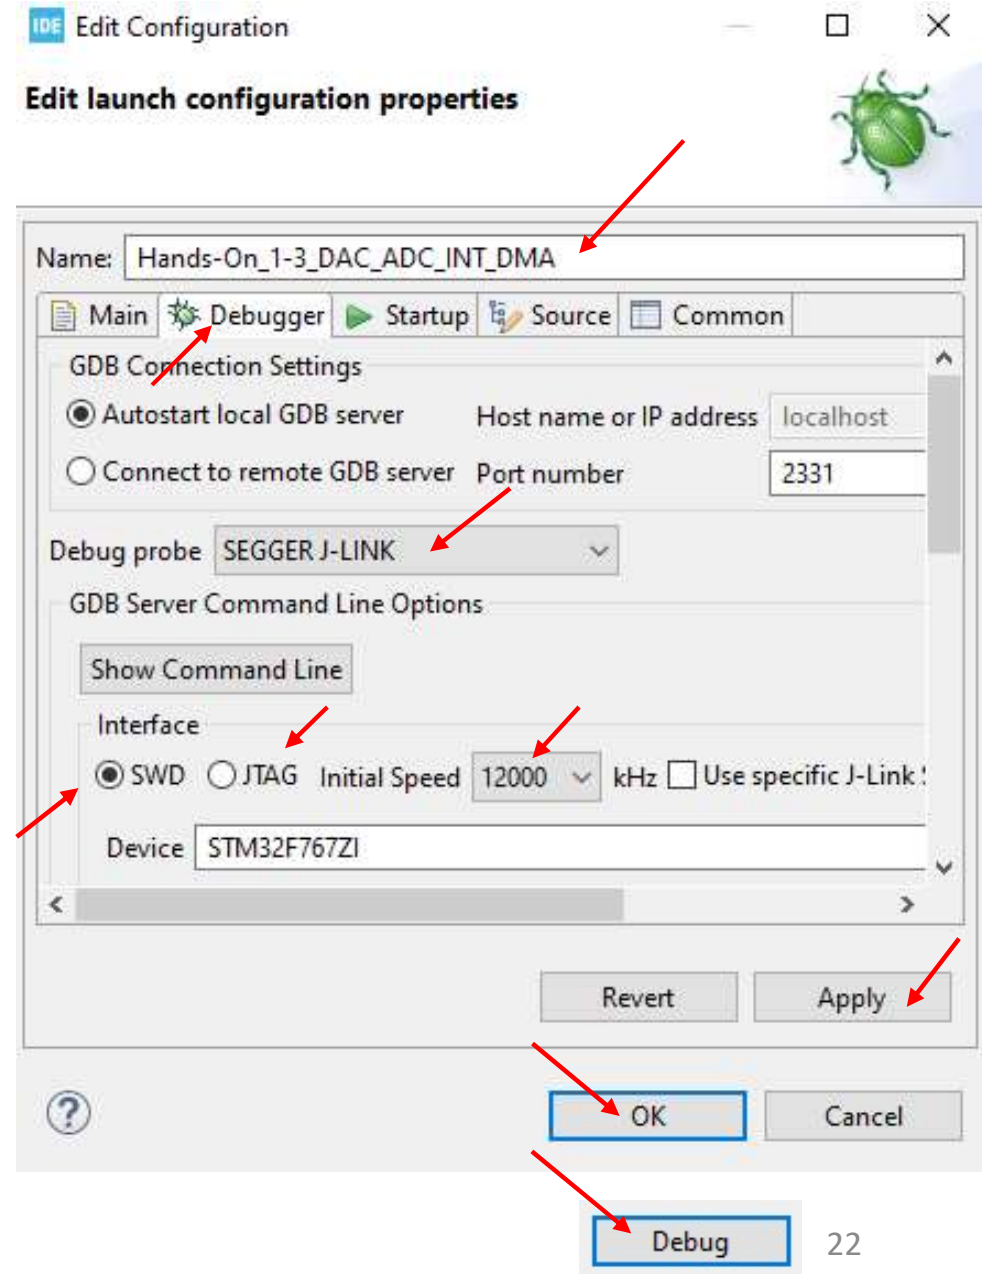 IDE Edit Configuration
Edit launch configuration properties
Name: Hands-On_1-3_DAC_ADC_INT_DMA
Main Debugger Startup Source Common
GDB Connection Settings
Autostart local GDB server Host name or IP address localhost
Connect to remote GDB server Port number 2331
Debug probe SEGGER J-LINK
GDB Server Command Line Options
Show Command Line
Interface
SWD JTAG Initial Speed 12000 kHz Use specific J-Link
Device STM32F767ZI
Revert Apply
? OK Cancel
Debug 22